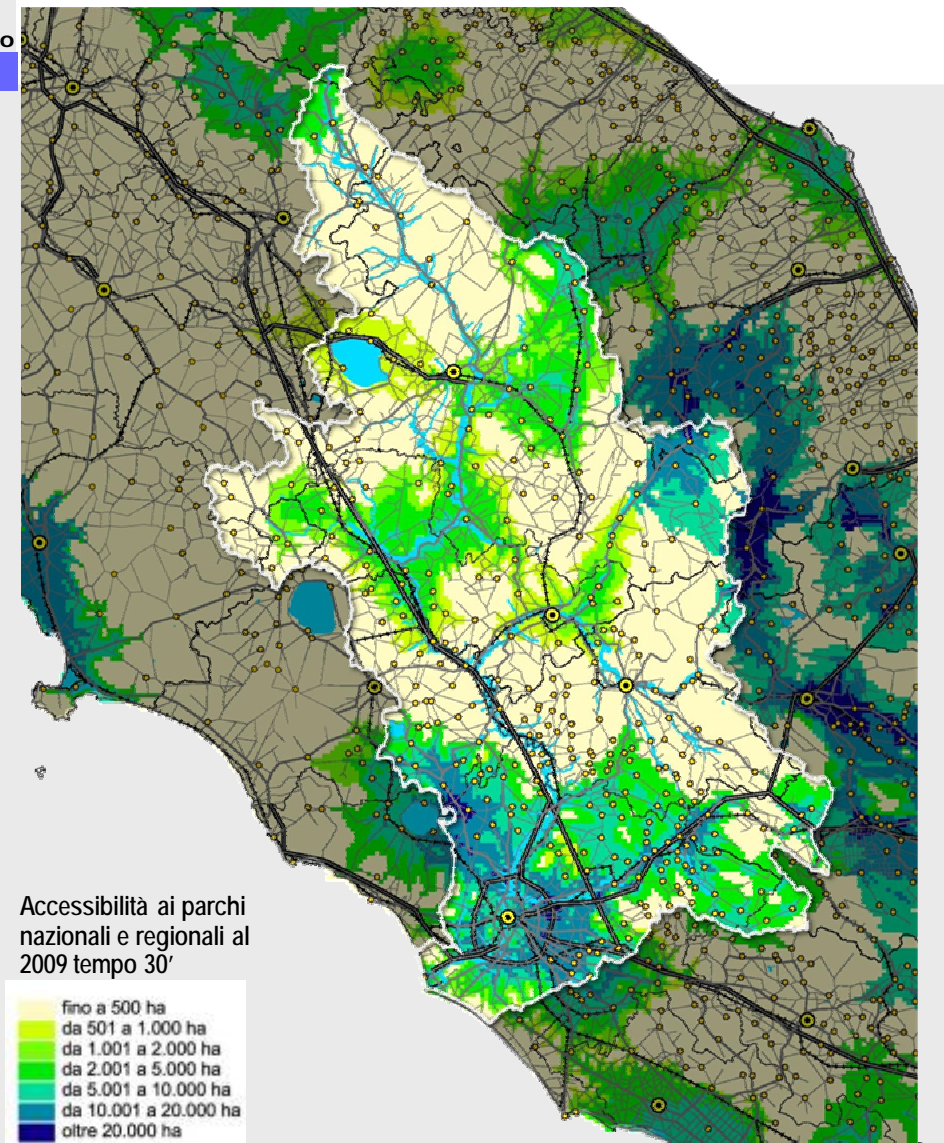 o
Accessibilità ai parchi
nazionali e regionali al
2009 tempo 30′
fino a 500 ha
da 501 a 1.000 ha
da 1.001 a 2.000 ha
da 2.001 a 5.000 ha
da 5.001 a 10.000 ha
da 10.001 a 20.000 ha
oltre 20.000 ha